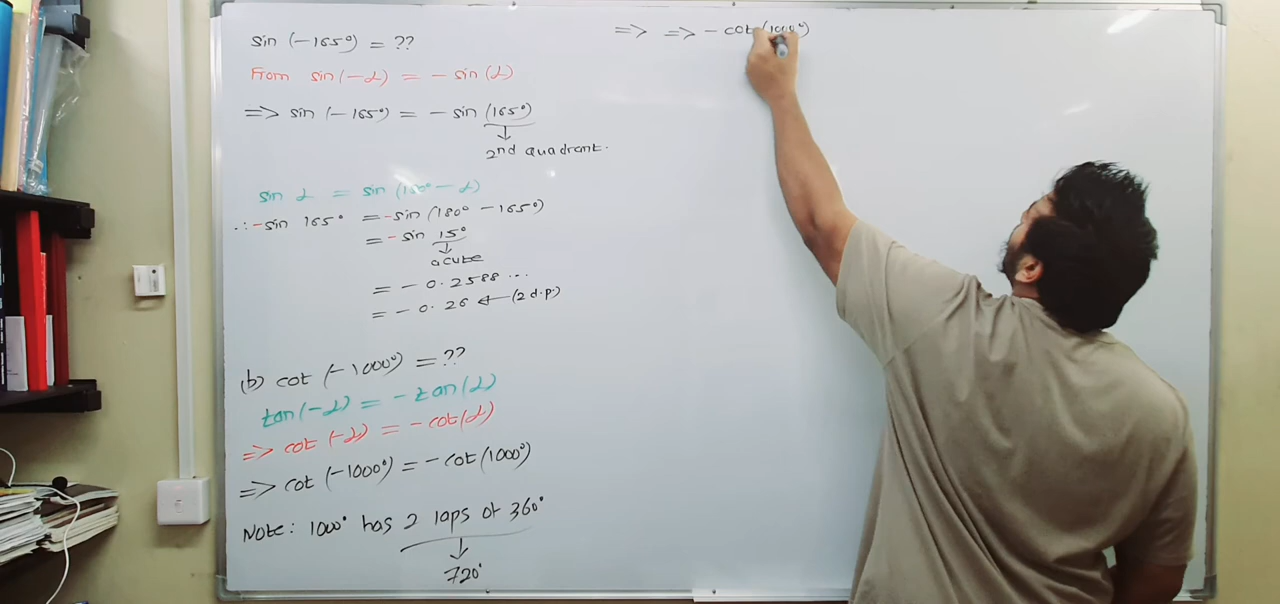 sin (-165°) = ??
From sin(-α) = - sin (α)
=> sin (-165°) = - sin (165°)
2nd quadrant.
sin α = sin (180° - α)
∴ -sin 165° = -sin (180° - 165°)
= - sin 15°
acute
= - 0.2588 ...
= - 0.26 ← (2 d.p.)
(b) cot (-1000°) = ??
tan(-α) = - tan(α)
=> cot (-α) = - cot(α)
=> cot (-1000°) = - cot (1000°)
Note: 1000° has 2 laps of 360°
720°
=> => - cot (1000°)